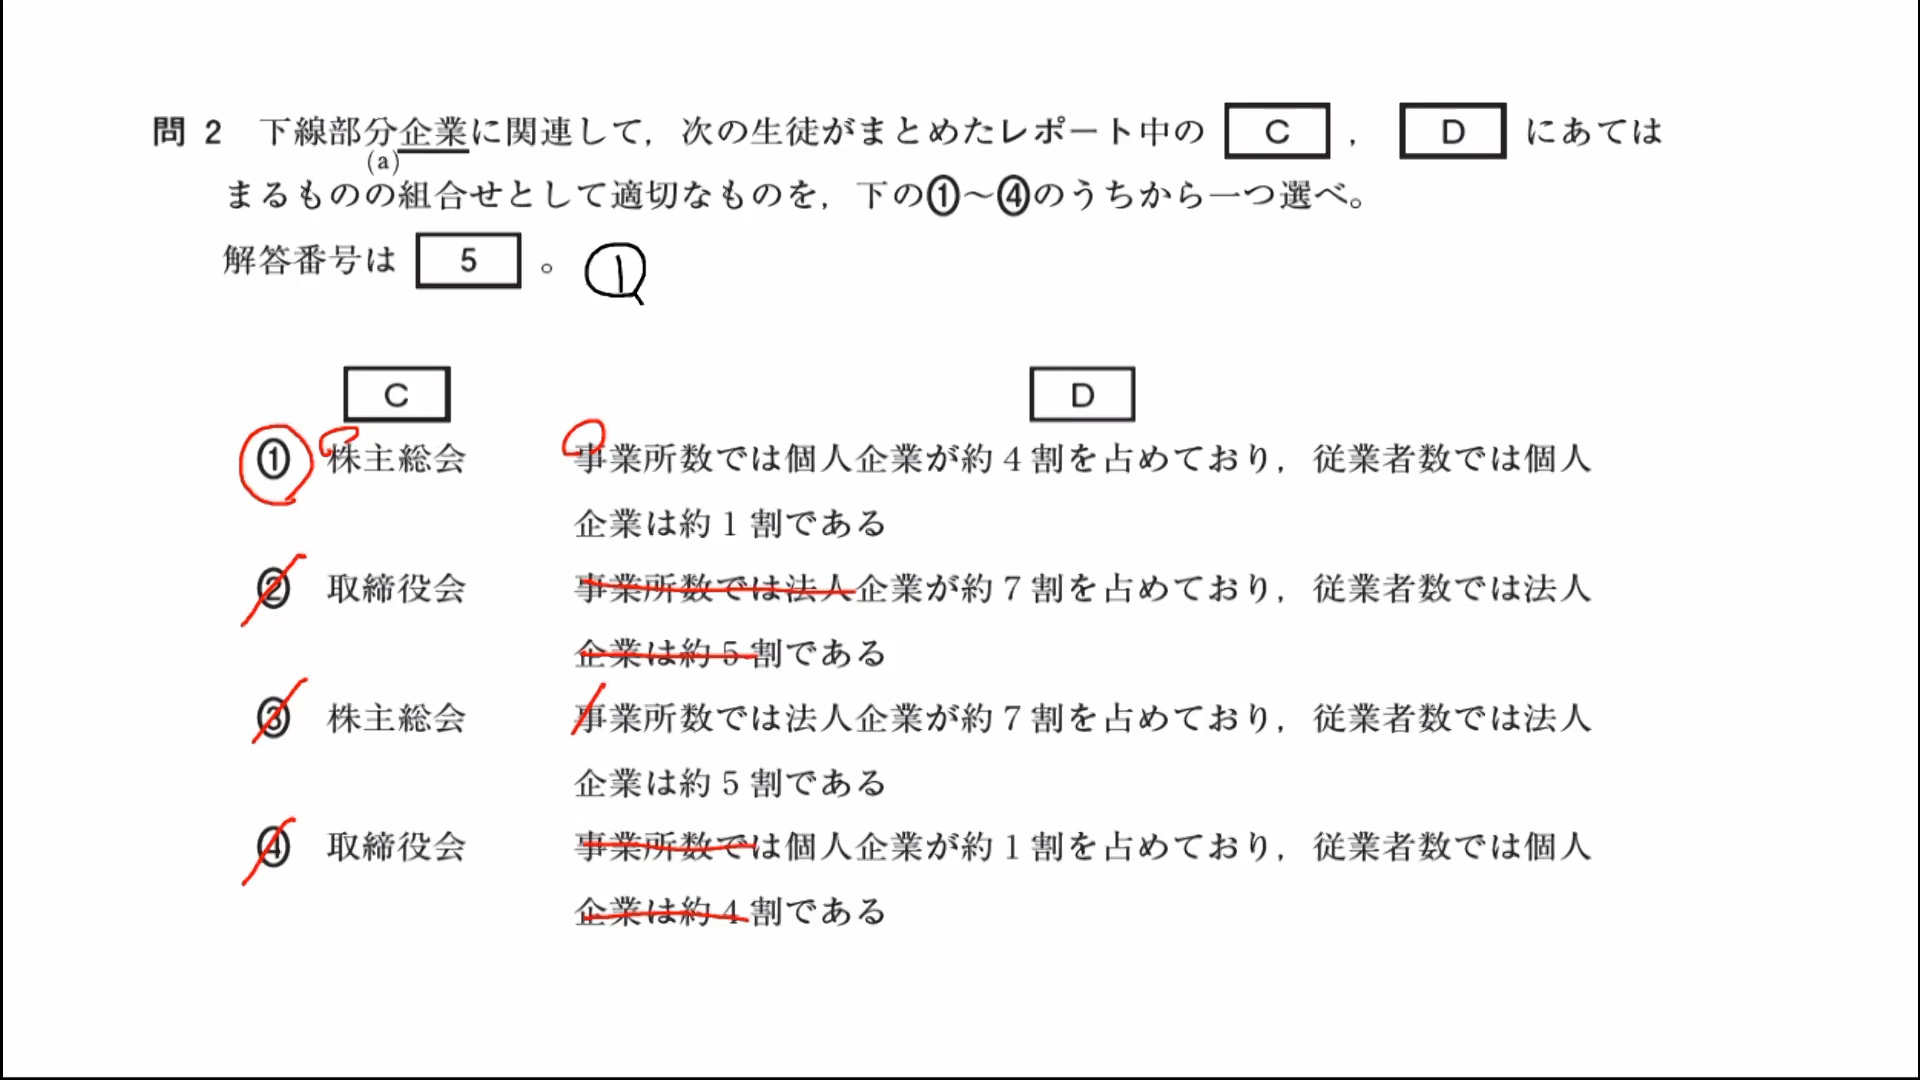 問 2 下線部分企業に関連して，次の生徒がまとめたレポート中の C ， D にあては
(a)
まるものの組合せとして適切なものを，下の①～④のうちから一つ選べ。
解答番号は 5 。 ①
C D
① 株主総会 事業所数では個人企業が約 4 割を占めており，従業者数では個人
企業は約 1 割である
② 取締役会 事業所数では法人企業が約 7 割を占めており，従業者数では法人
企業は約 5 割である
③ 株主総会 事業所数では法人企業が約 7 割を占めており，従業者数では法人
企業は約 5 割である
④ 取締役会 事業所数では個人企業が約 1 割を占めており，従業者数では個人
企業は約 4 割である